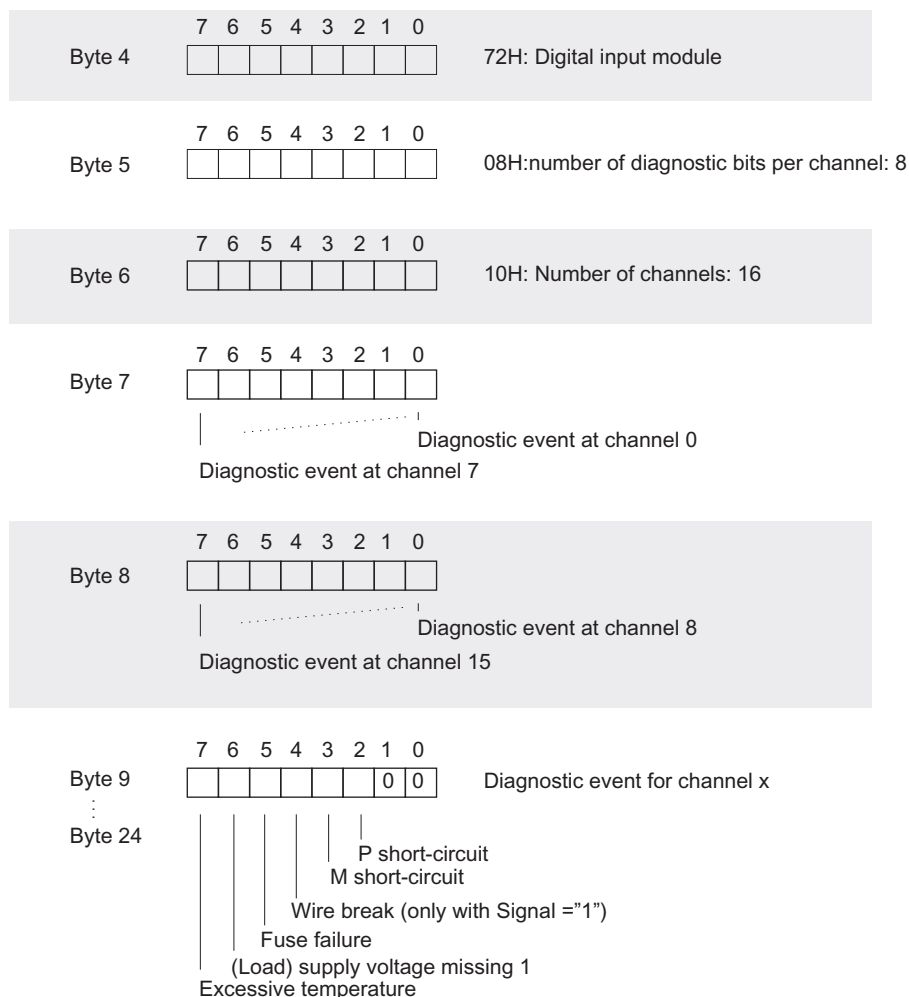 7 6 5 4 3 2 1 0
Byte 4
72H: Digital input module
7 6 5 4 3 2 1 0
Byte 5
08H:number of diagnostic bits per channel: 8
7 6 5 4 3 2 1 0
Byte 6
10H: Number of channels: 16
7 6 5 4 3 2 1 0
Byte 7
Diagnostic event at channel 0
Diagnostic event at channel 7
7 6 5 4 3 2 1 0
Byte 8
Diagnostic event at channel 8
Diagnostic event at channel 15
7 6 5 4 3 2 1 0
Byte 9
0 0
Diagnostic event for channel x
Byte 24
P short-circuit
M short-circuit
Wire break (only with Signal =”1”)
Fuse failure
(Load) supply voltage missing 1
Excessive temperature